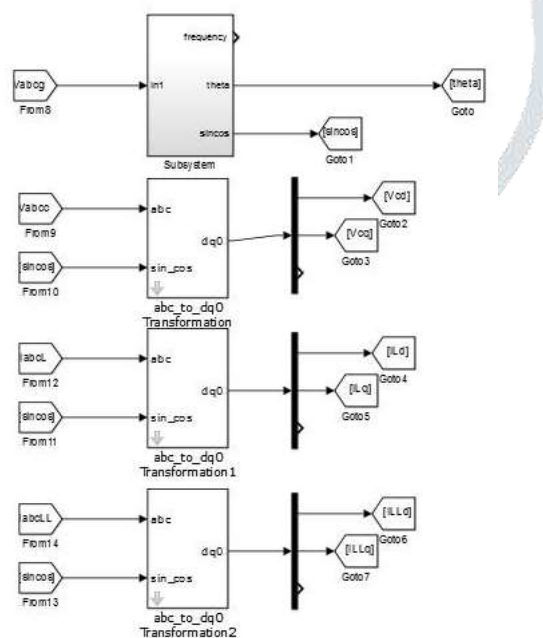 frequency
Vabcg
In1
theta
[theta]
From8
Goto
sincos
[sincos]
Goto1
Subsystem
Vabcc
abc
[Vcd]
From9
Goto2
dq0
[Vcq]
Goto3
[sincos]
sin_cos
From10
abc_to_dq0
Transformation
IabcL
abc
[ILd]
From12
Goto4
dq0
[ILq]
Goto5
[sincos]
sin_cos
From11
abc_to_dq0
Transformation1
IabcLL
abc
[ILLd]
From14
Goto6
dq0
[ILLq]
Goto7
[sincos]
sin_cos
From13
abc_to_dq0
Transformation2